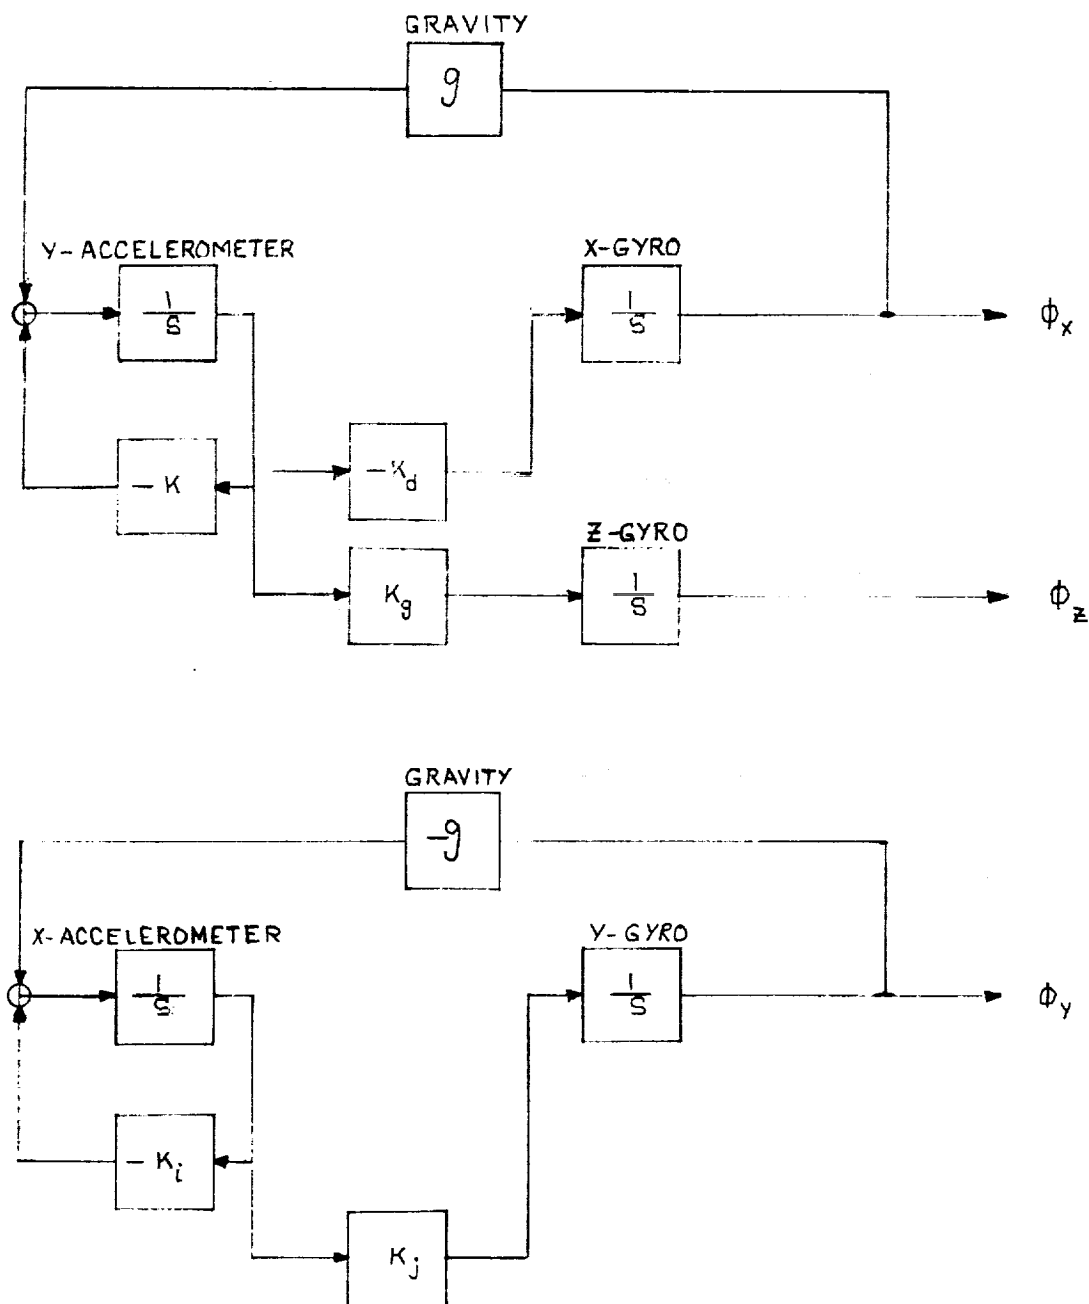 GRAVITY
g
Y-ACCELEROMETER
X-GYRO
1/S
1/S
ϕx
-K
-Kd
Z-GYRO
Kg
1/S
ϕz
GRAVITY
-g
X-ACCELEROMETER
Y-GYRO
1/S
1/S
ϕy
-Ki
Kj